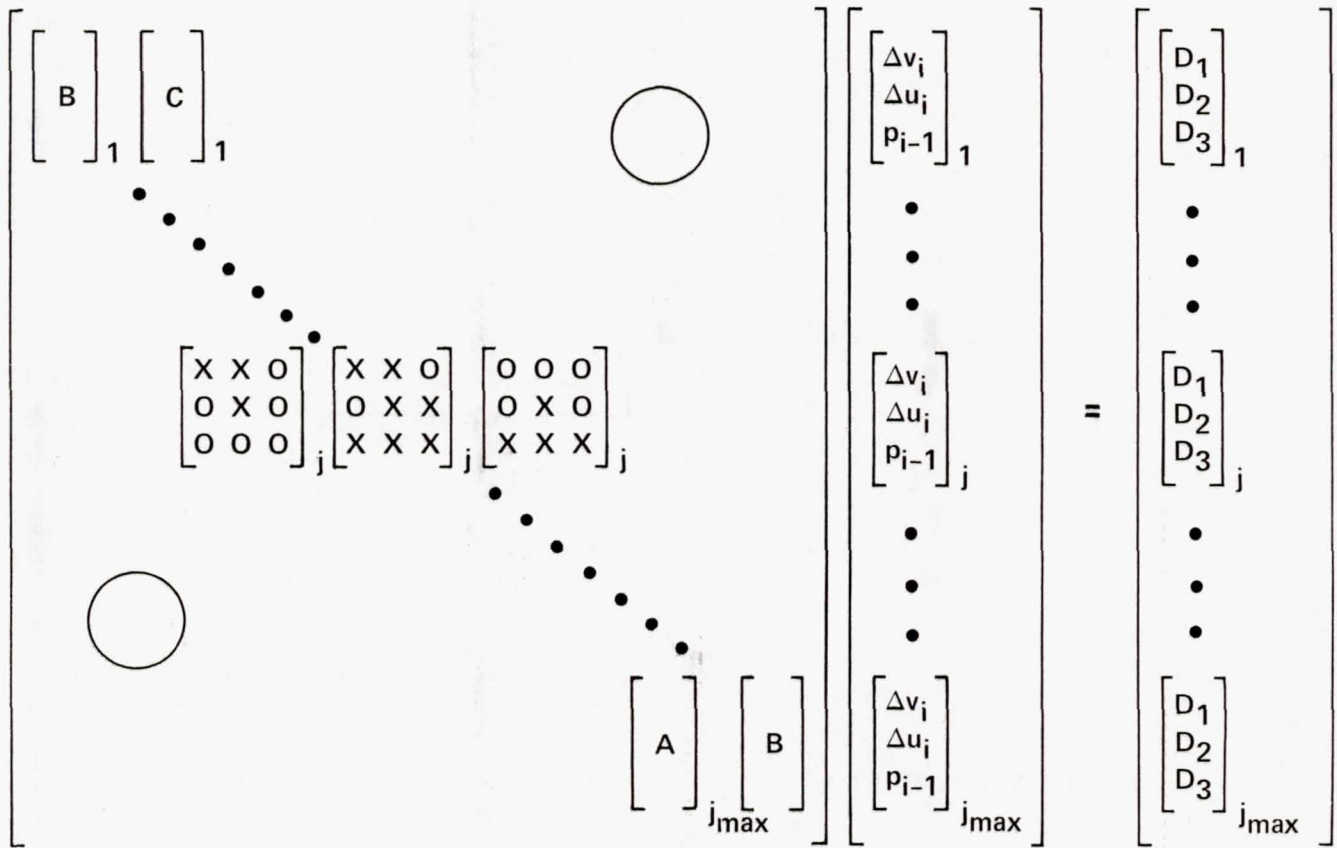 B C Δvᵢ D₁
Δuᵢ D₂
1 1 pᵢ₋₁ 1 D₃ 1
X X O X X O O O O Δvᵢ D₁
O X O O X X O X O Δuᵢ = D₂
O O O j X X X j X X X j pᵢ₋₁ j D₃ j
Δvᵢ D₁
A B Δuᵢ D₂
pᵢ₋₁ D₃
jmax jmax jmax